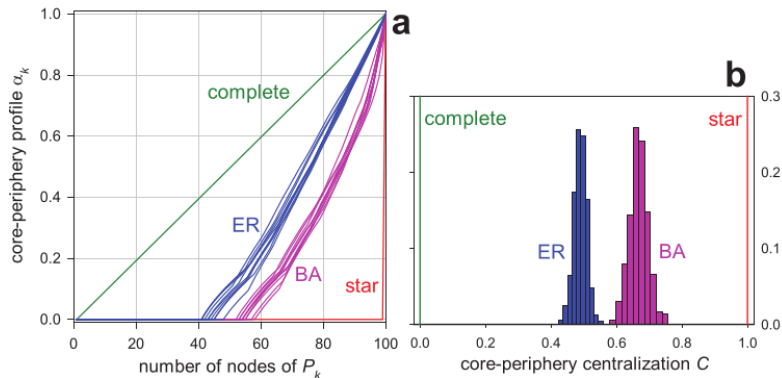 a
1.0
0.8
0.6
0.4
0.2
0.0
core-periphery profile αk
complete
ER
BA
star
0 20 40 60 80 100
number of nodes of Pk
b
0.3
0.2
0.1
0.0
complete
star
ER
BA
0.0 0.2 0.4 0.6 0.8 1.0
core-periphery centralization C